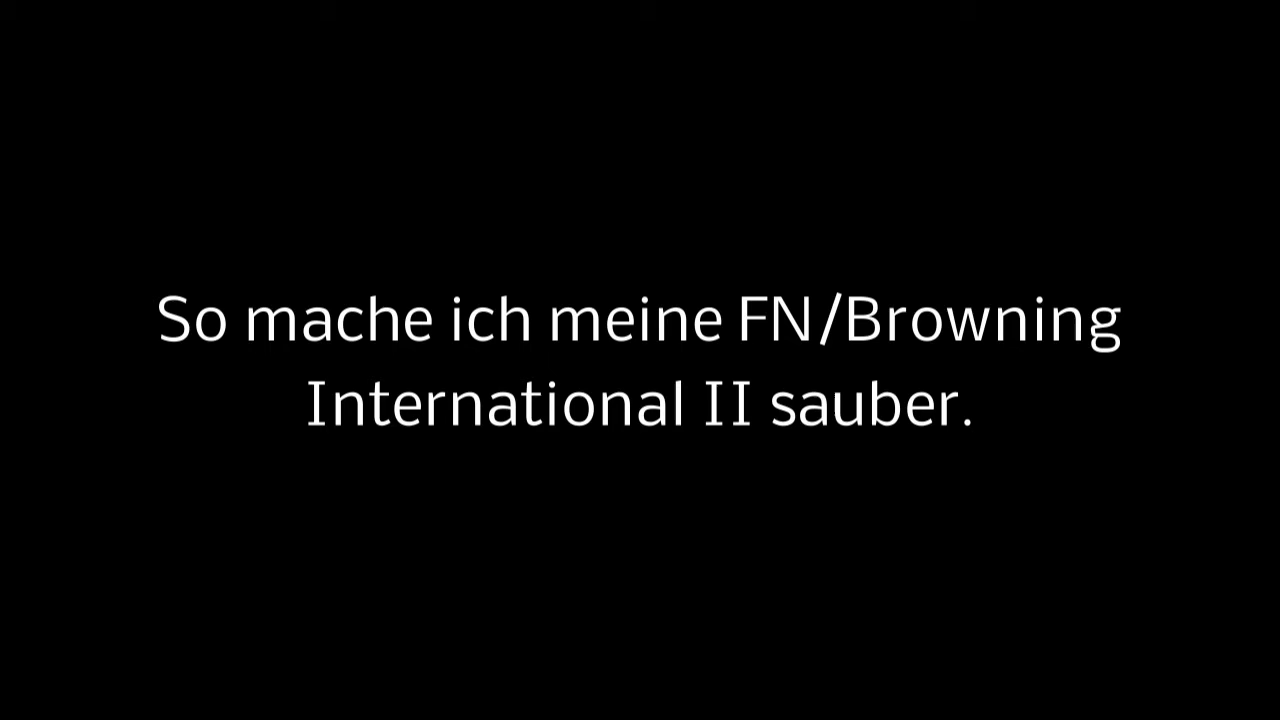 So mache ich meine FN/Browning
International II sauber.